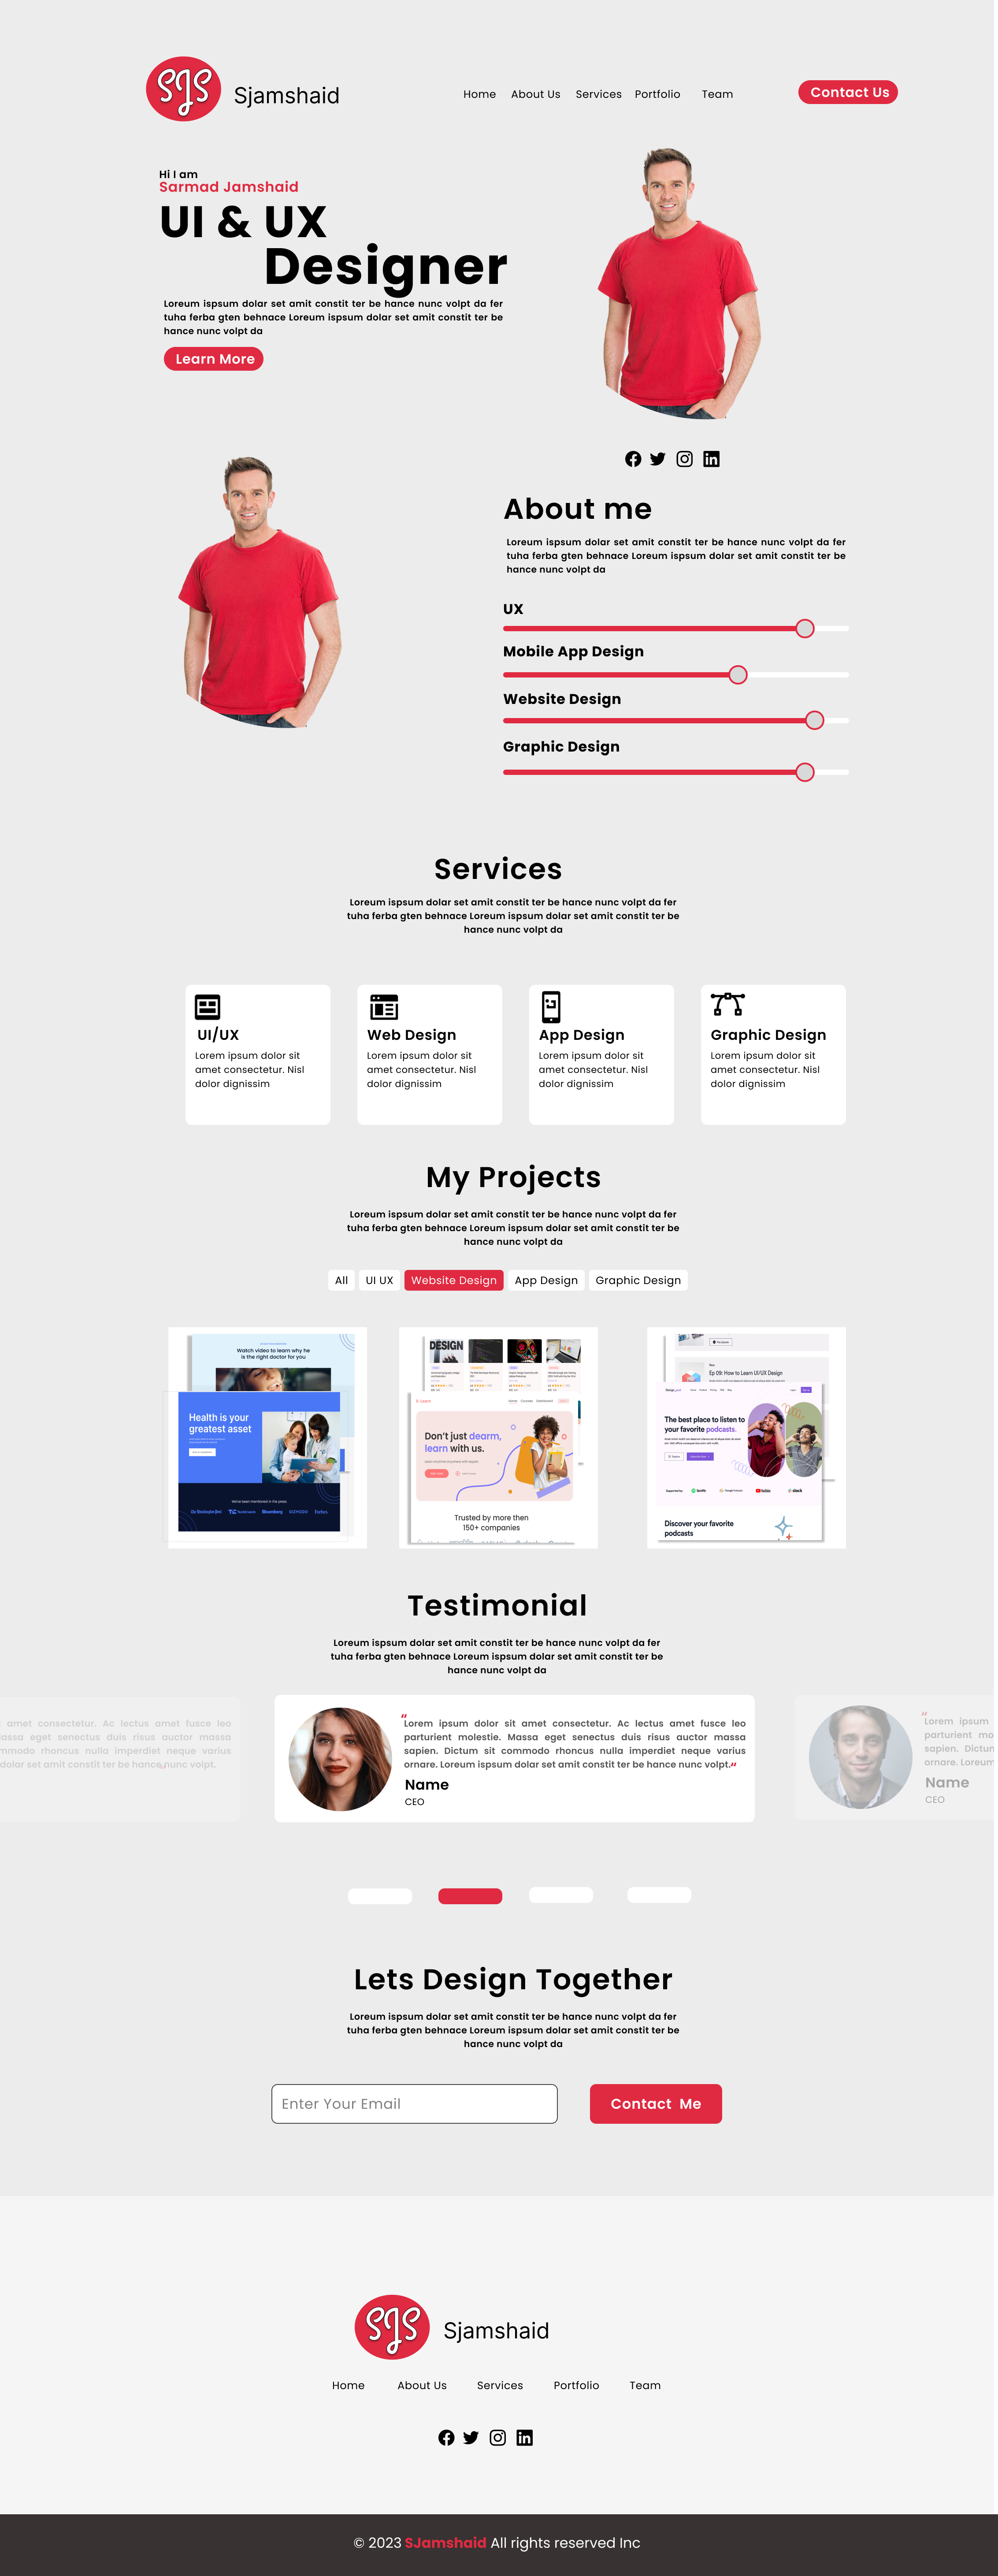 SJS
Sjamshaid
Home About Us Services Portfolio Team
Contact Us
Hi I am
Sarmad Jamshaid
UI & UX
Designer
Loreum ispsum dolar set amit constit ter be hance nunc volpt da fer
tuha ferba gten behnace Loreum ispsum dolar set amit constit ter be
hance nunc volpt da
Learn More
About me
Loreum ispsum dolar set amit constit ter be hance nunc volpt da fer
tuha ferba gten behnace Loreum ispsum dolar set amit constit ter be
hance nunc volpt da
UX
Mobile App Design
Website Design
Graphic Design
Services
Loreum ispsum dolar set amit constit ter be hance nunc volpt da fer
tuha ferba gten behnace Loreum ispsum dolar set amit constit ter be
hance nunc volpt da
UI/UX
Lorem ipsum dolor sit
amet consectetur. Nisl
dolor dignissim
Web Design
Lorem ipsum dolor sit
amet consectetur. Nisl
dolor dignissim
App Design
Lorem ipsum dolor sit
amet consectetur. Nisl
dolor dignissim
Graphic Design
Lorem ipsum dolor sit
amet consectetur. Nisl
dolor dignissim
My Projects
Loreum ispsum dolar set amit constit ter be hance nunc volpt da fer
tuha ferba gten behnace Loreum ispsum dolar set amit constit ter be
hance nunc volpt da
All UI UX Website Design App Design Graphic Design
Watch video to learn why he
is the right doctor for you
Health is your
greatest asset
We've been mentioned in the press
Bloomberg GIZMODO Forbes
DESIGN
Don't just dearm,
learn with us.
Trusted by more then
150+ companies
Ep 09: How to Learn UI/UX Design
The best place to listen to
your favorite podcasts.
Spotify
YouTube
slack
Discover your favorite
podcasts
Testimonial
Loreum ispsum dolar set amit constit ter be hance nunc volpt da fer
tuha ferba gten behnace Loreum ispsum dolar set amit constit ter be
hance nunc volpt da
amet consectetur. Ac lectus amet fusce leo
assa eget senectus duis risus auctor massa
mmodo rhoncus nulla imperdiet neque varius
dolar set amit constit ter be hance nunc volpt.
"Lorem ipsum dolor sit amet consectetur. Ac lectus amet fusce leo
parturient molestie. Massa eget senectus duis risus auctor massa
sapien. Dictum sit commodo rhoncus nulla imperdiet neque varius
ornare. Loreum ispsum dolar set amit constit ter be hance nunc volpt."
Name
CEO
"Lorem ipsum
parturient mo
sapien. Dictun
ornare. Loreum
Name
CEO
Lets Design Together
Loreum ispsum dolar set amit constit ter be hance nunc volpt da fer
tuha ferba gten behnace Loreum ispsum dolar set amit constit ter be
hance nunc volpt da
Enter Your Email
Contact Me
SJS
Sjamshaid
Home About Us Services Portfolio Team
© 2023 SJamshaid All rights reserved Inc